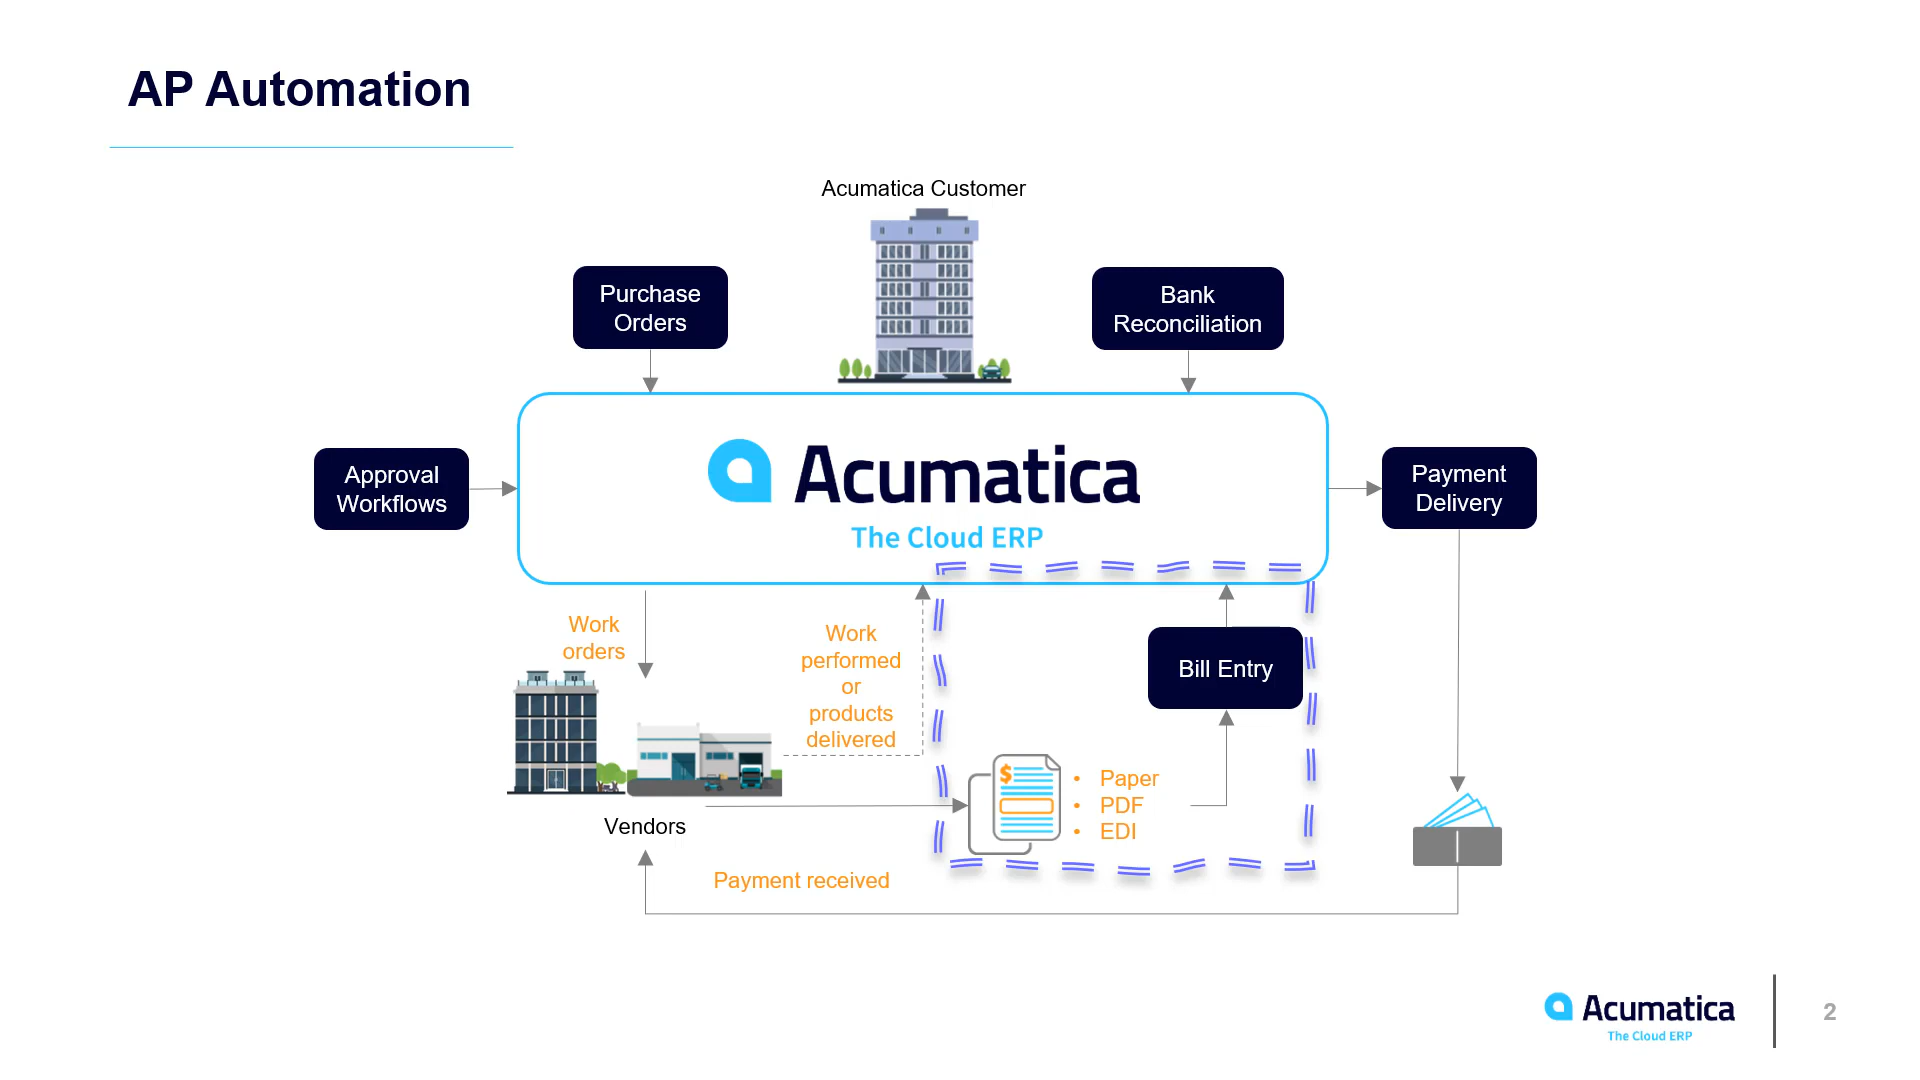 AP Automation
Acumatica Customer
Purchase
Orders
Bank
Reconciliation
Approval
Workflows
Acumatica
The Cloud ERP
Payment
Delivery
Work
orders
Work
performed
or
products
delivered
Bill Entry
$
• Paper
• PDF
• EDI
Vendors
Payment received
Acumatica
The Cloud ERP
2